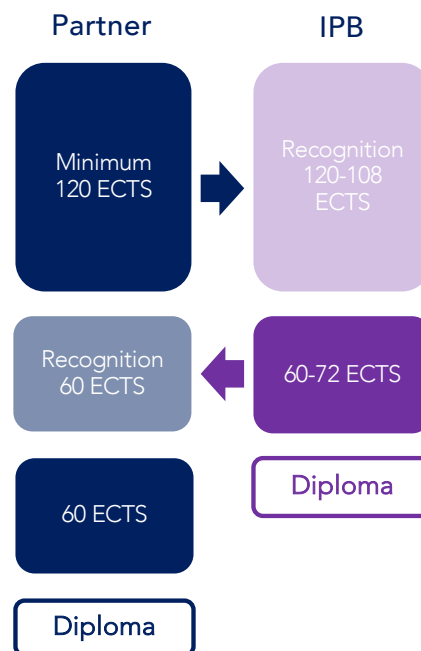 Partner
IPB
Minimum
120 ECTS
Recognition
120-108
ECTS
Recognition
60 ECTS
60-72 ECTS
60 ECTS
Diploma
Diploma